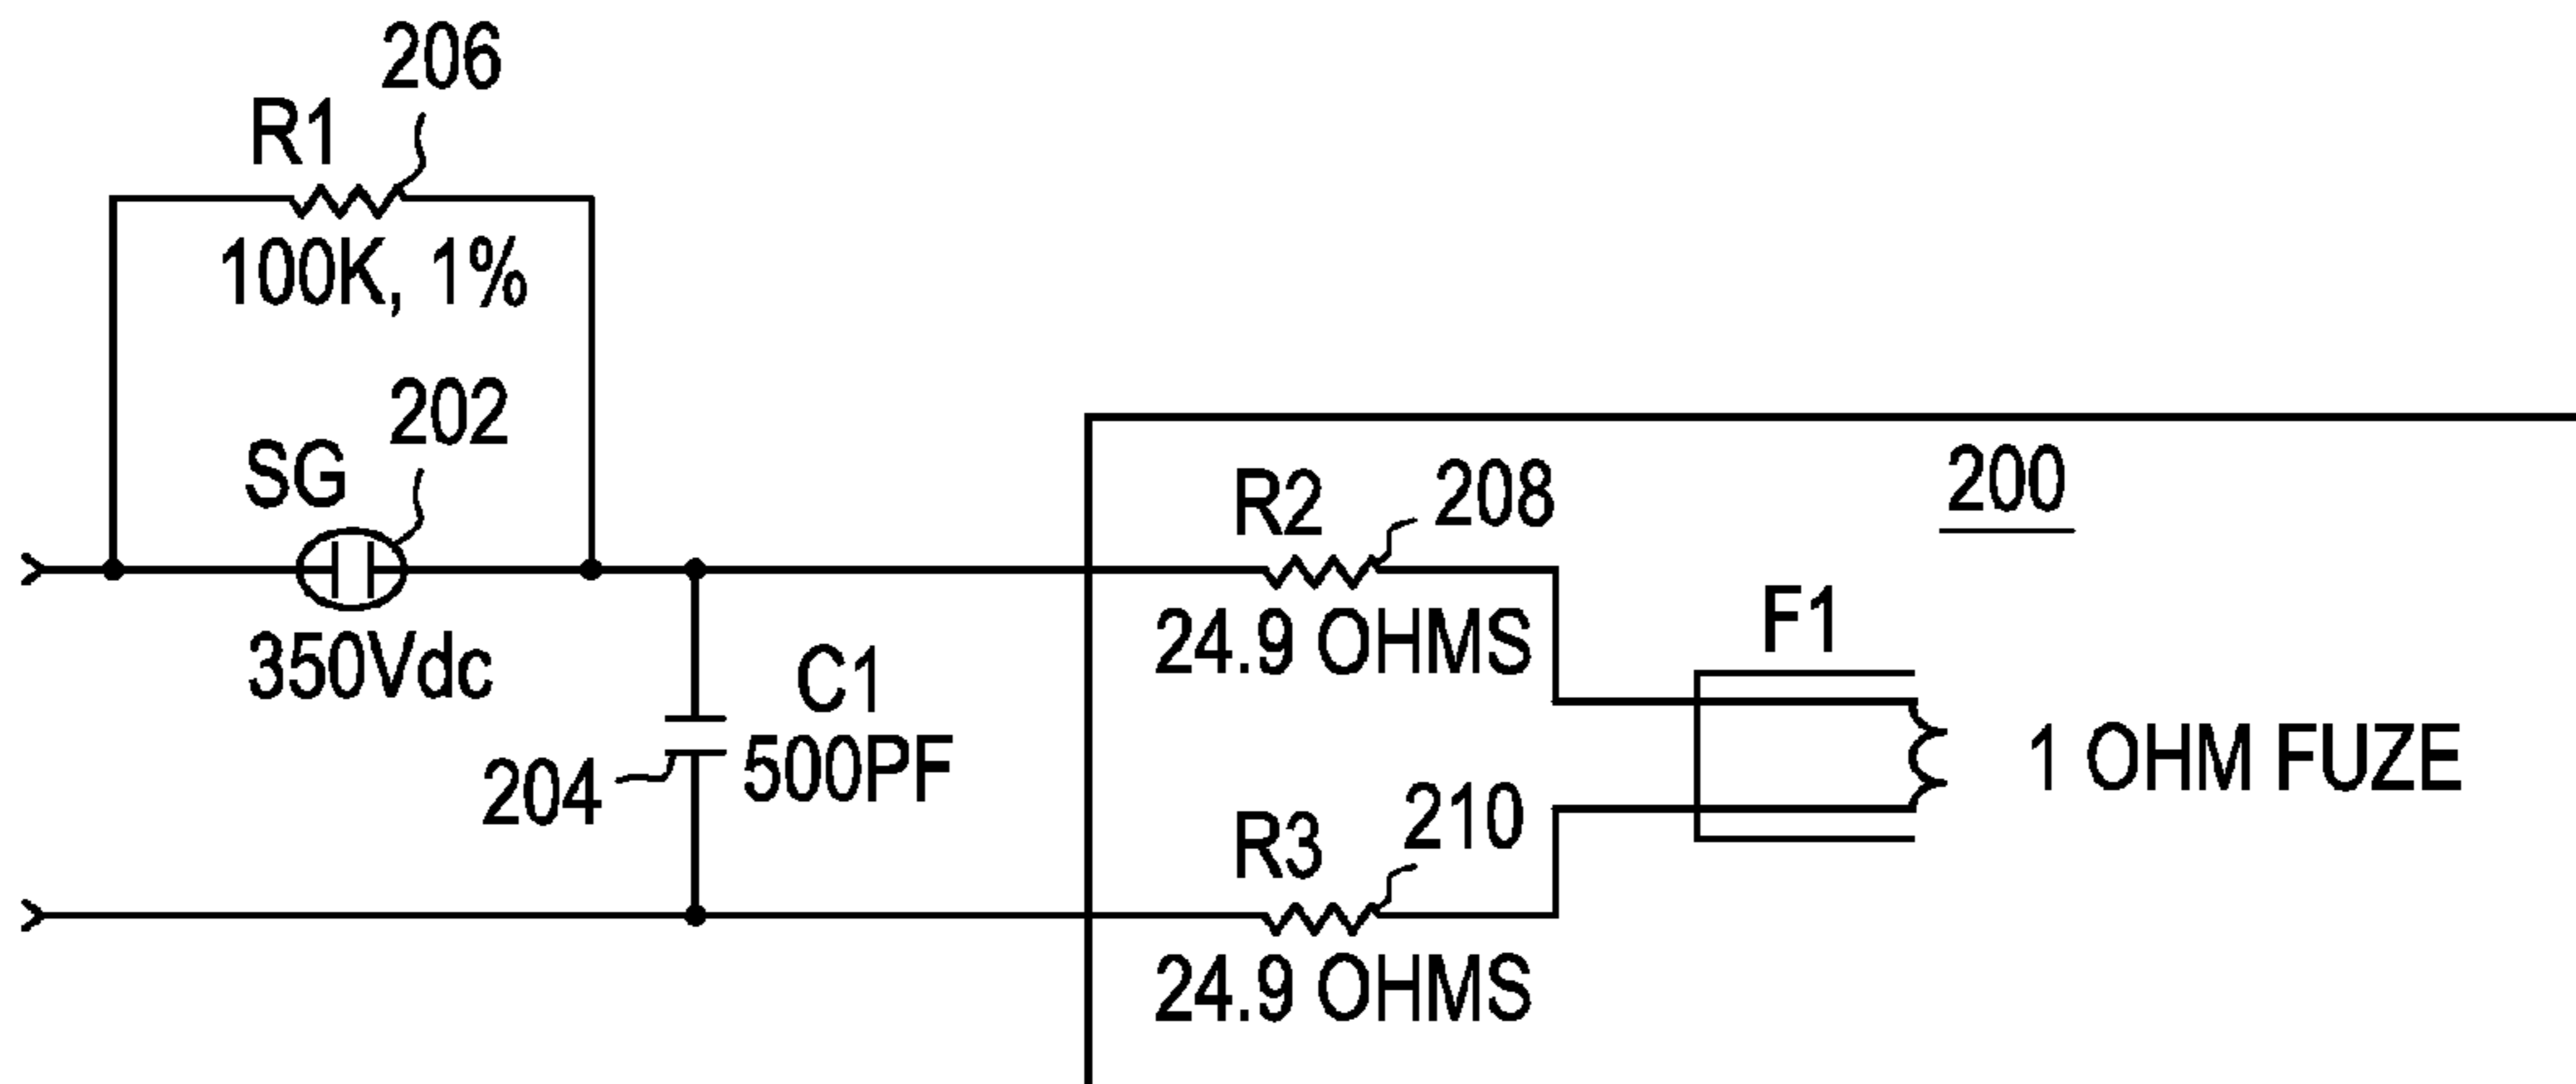 206
R1
100K, 1%
202
SG
350Vdc
C1
500PF
204
200
R2
208
24.9 OHMS
F1
1 OHM FUZE
R3
210
24.9 OHMS